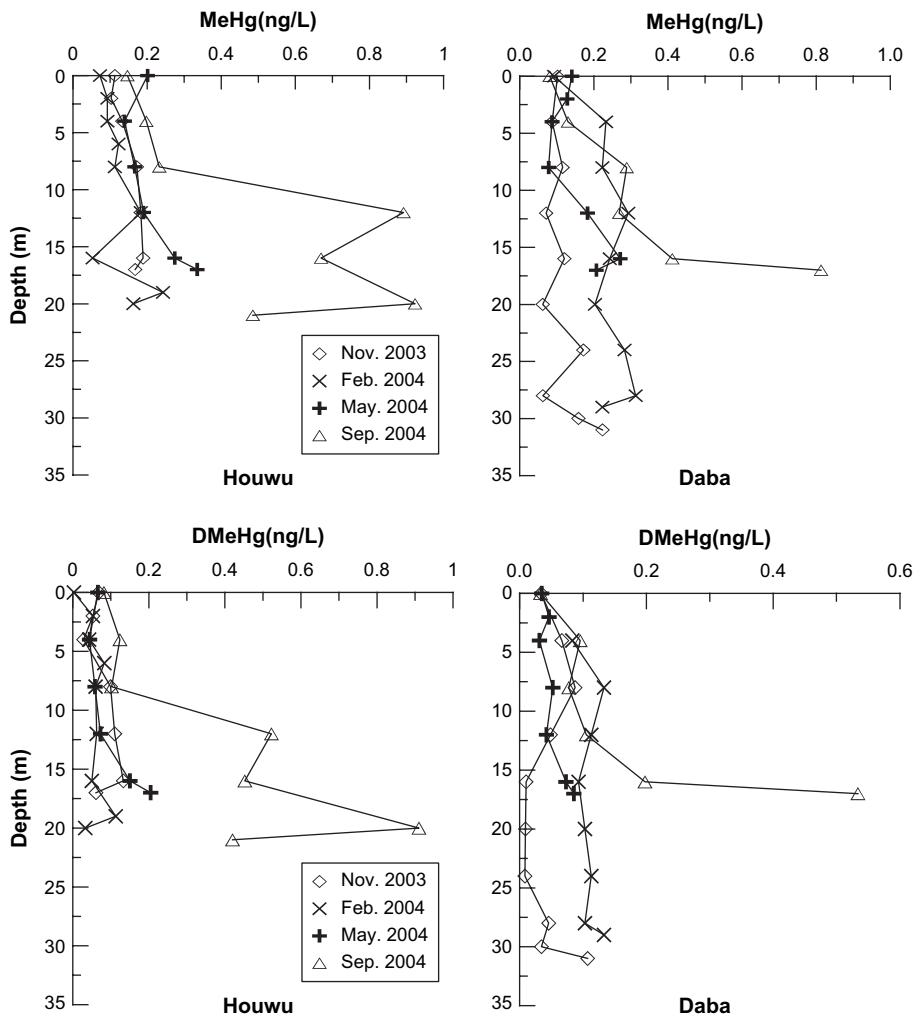 MeHg(ng/L)
0 0.2 0.4 0.6 0.8 1
0
5
10
15
20
25
30
35
Depth (m)
Nov. 2003
Feb. 2004
May. 2004
Sep. 2004
Houwu
MeHg(ng/L)
0.0 0.2 0.4 0.6 0.8 1.0
0
5
10
15
20
25
30
35
Daba
DMeHg(ng/L)
0 0.2 0.4 0.6 0.8 1
0
5
10
15
20
25
30
35
Depth (m)
Nov. 2003
Feb. 2004
May. 2004
Sep. 2004
Houwu
DMeHg(ng/L)
0.0 0.2 0.4 0.6
0
5
10
15
20
25
30
35
Daba